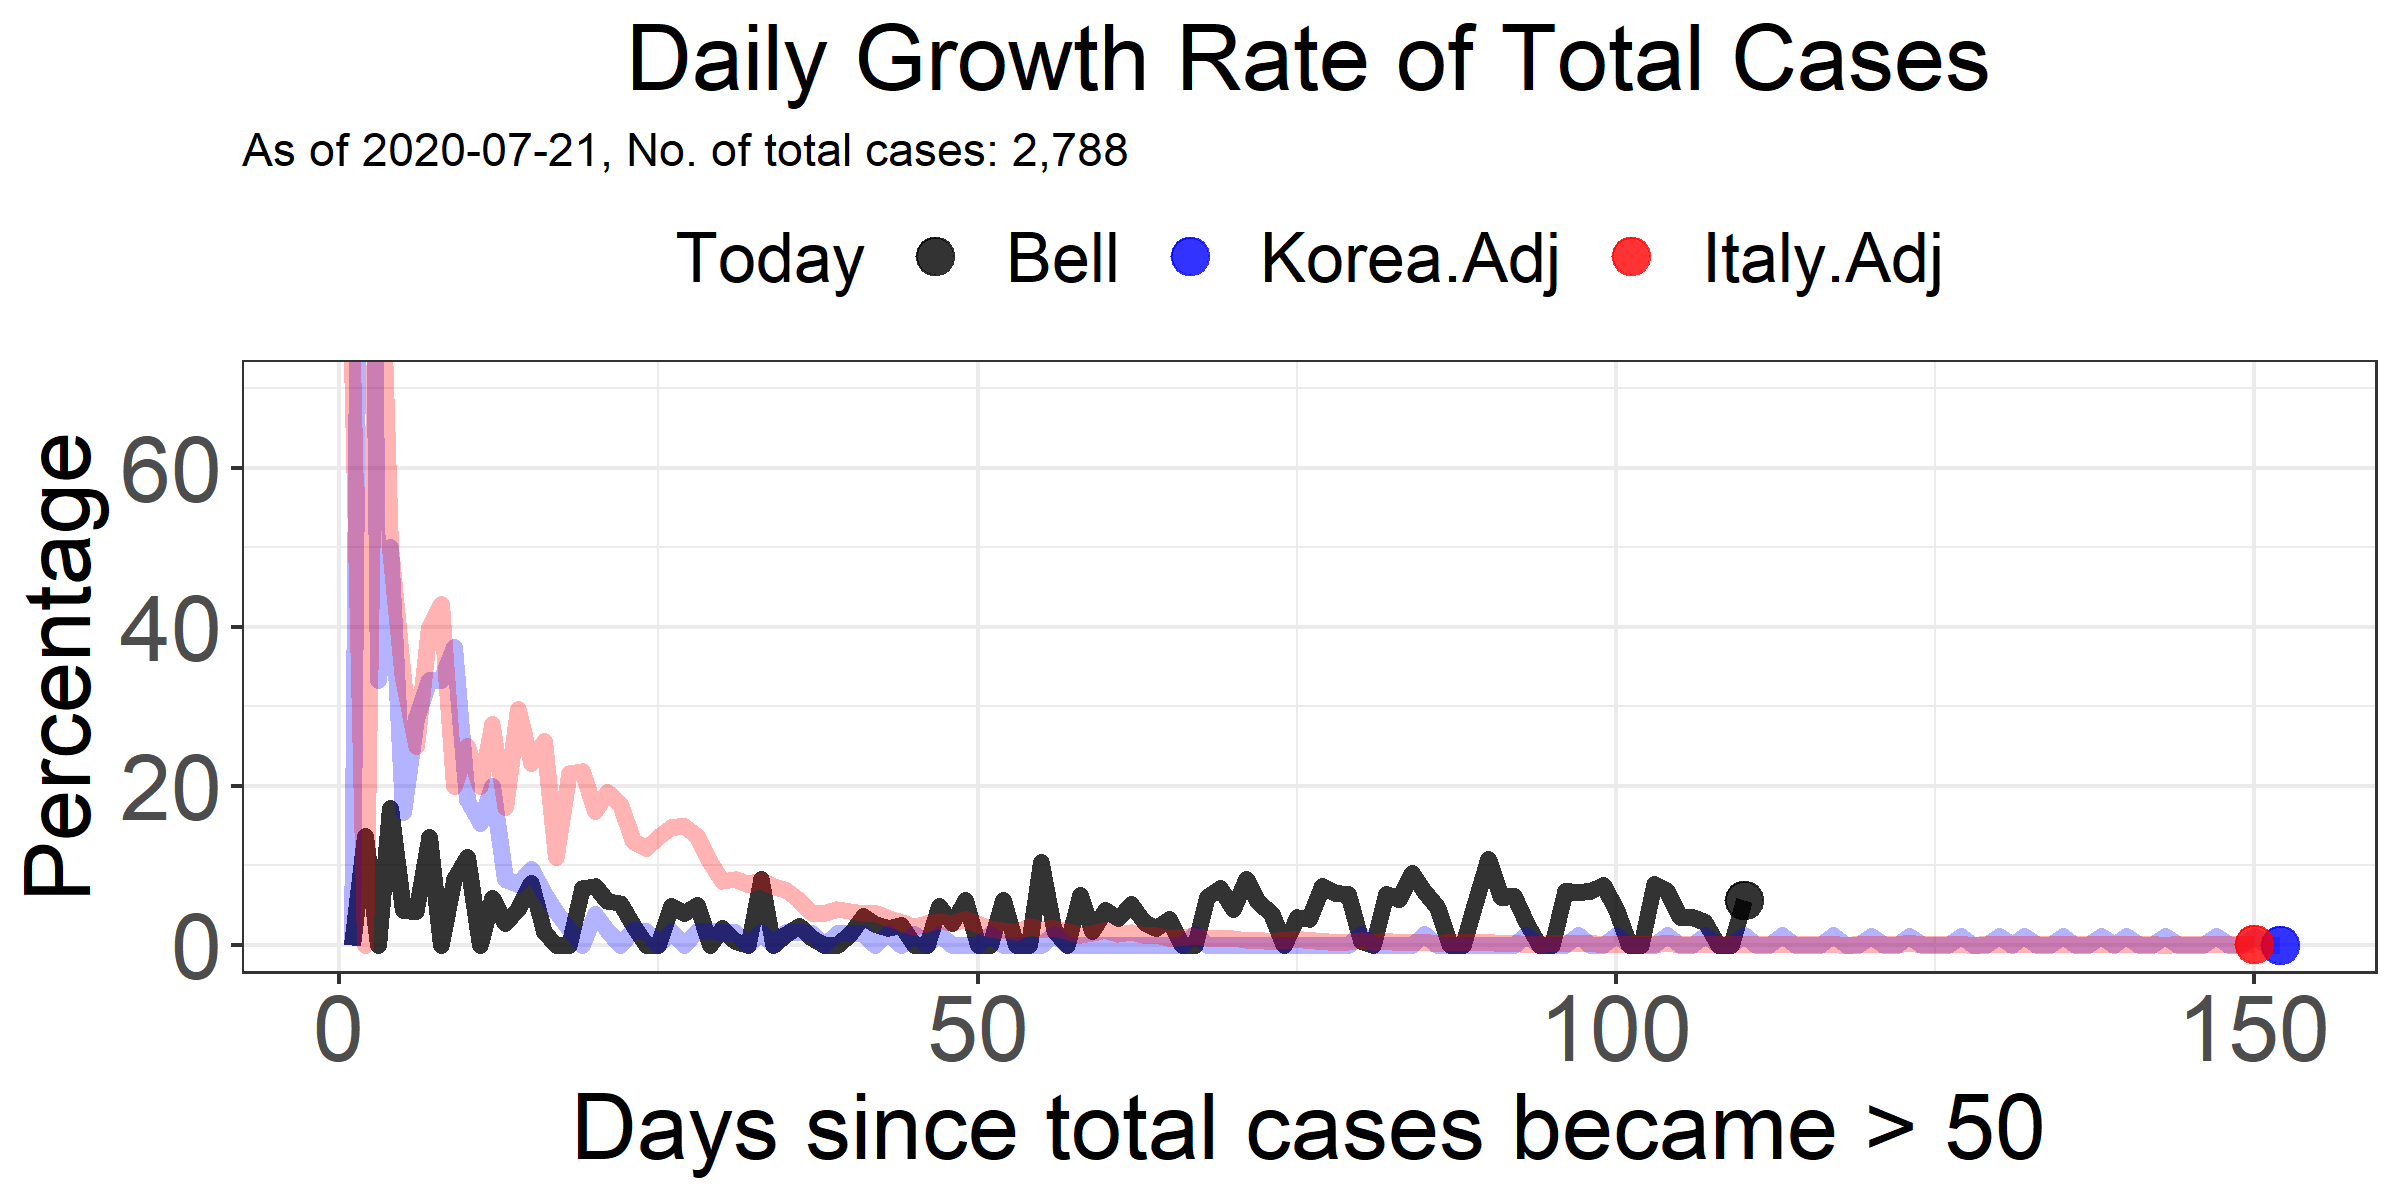 Daily Growth Rate of Total Cases
As of 2020-07-21, No. of total cases: 2,788
Today Bell Korea.Adj Italy.Adj
Percentage
60
40
20
0
0 50 100 150
Days since total cases became > 50